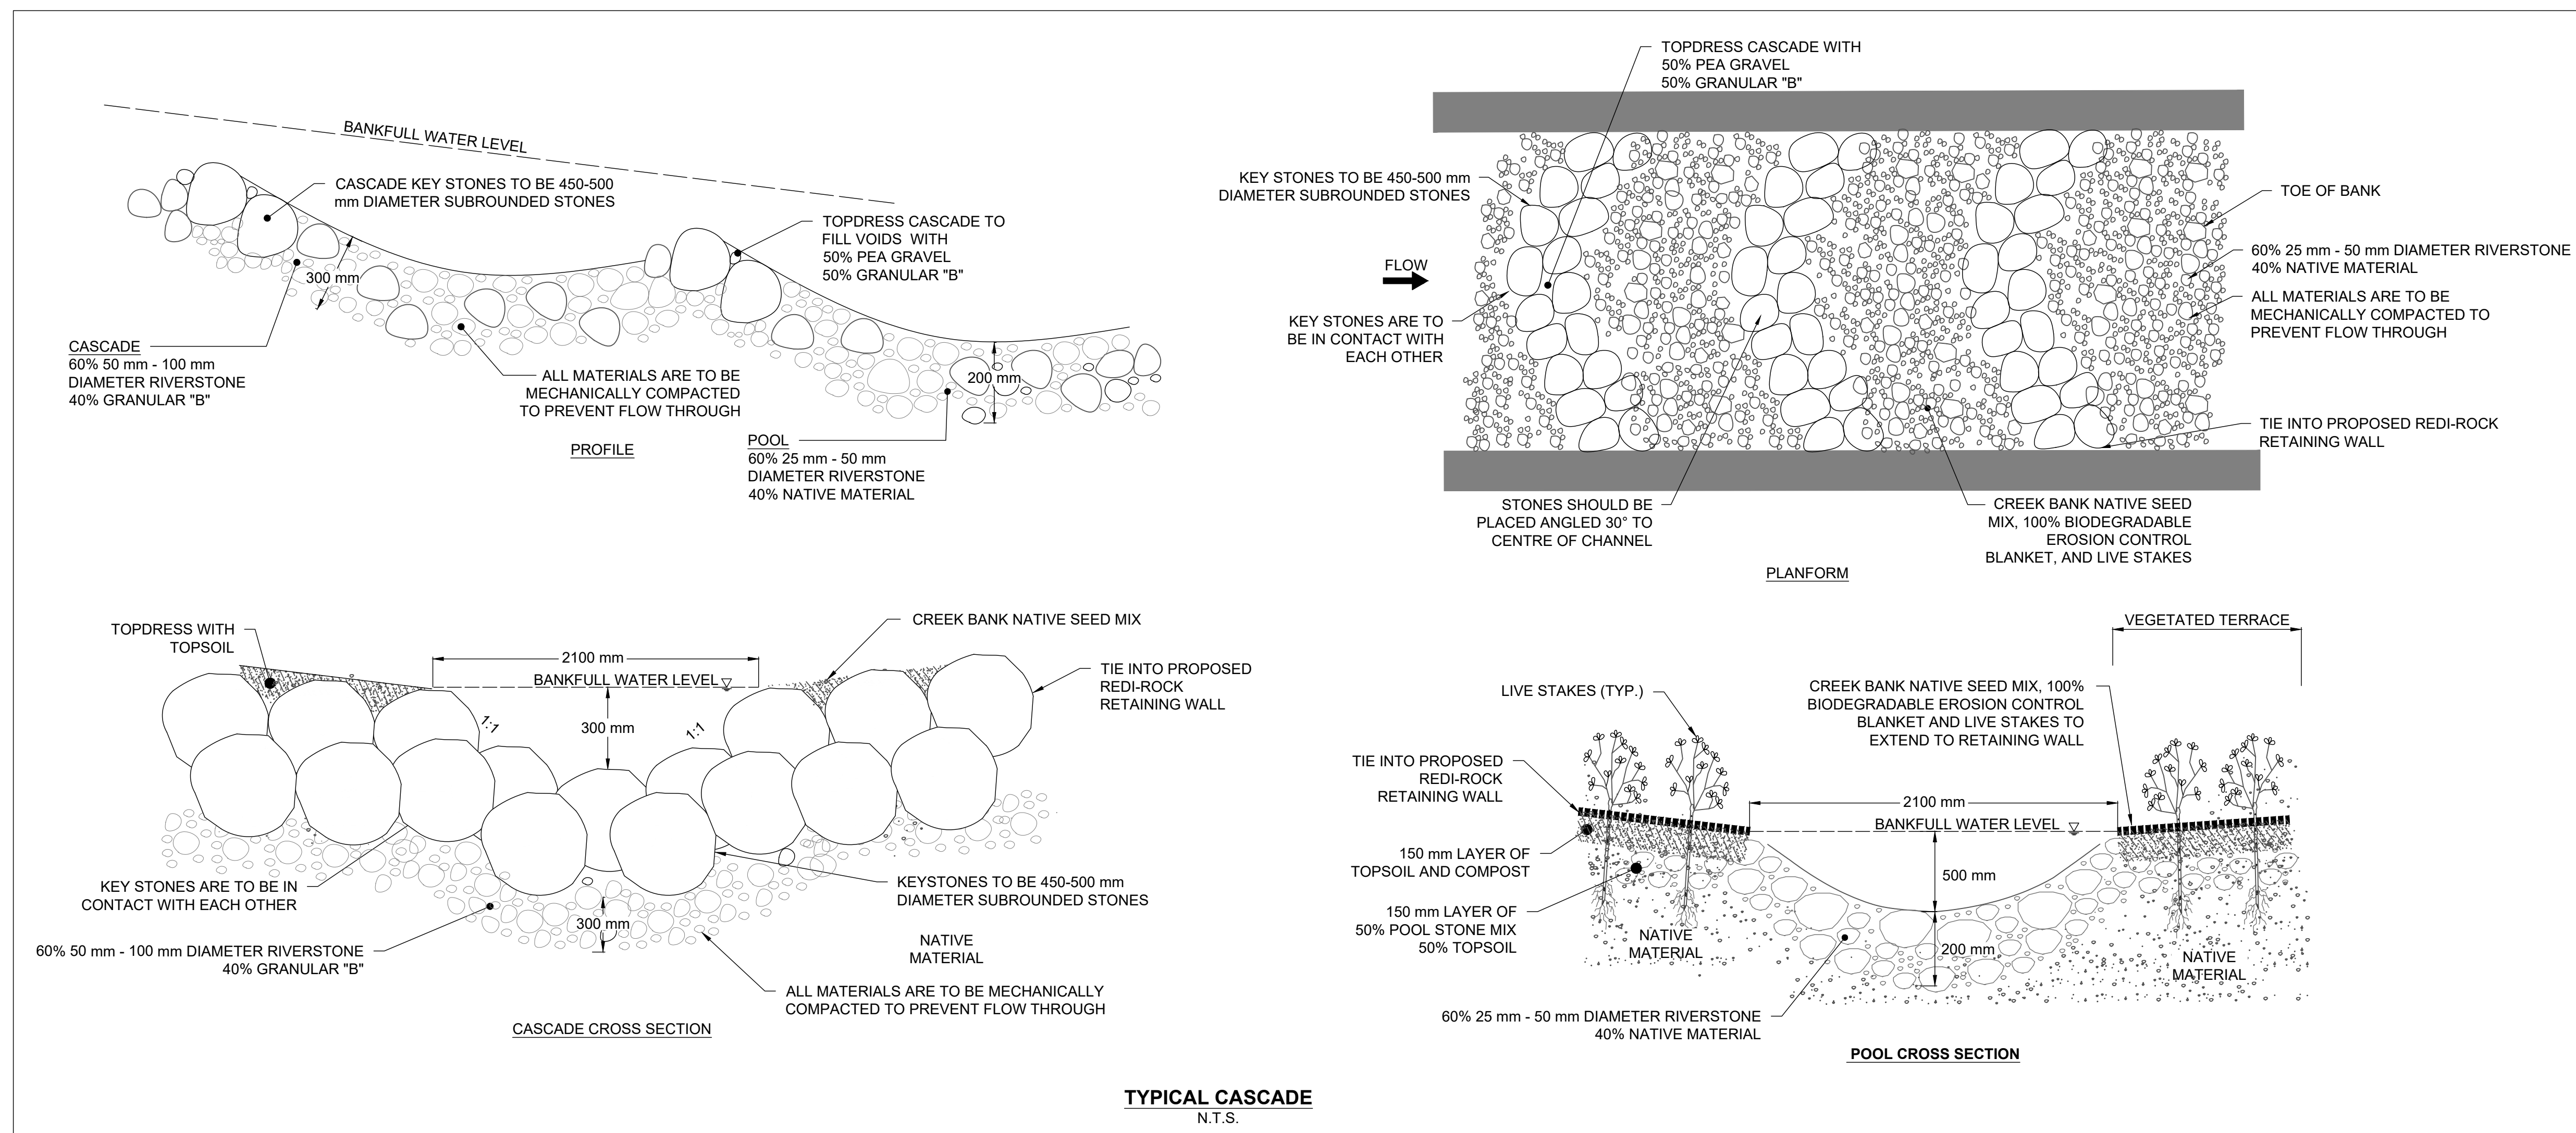 BANKFULL WATER LEVEL
CASCADE KEY STONES TO BE 450-500
mm DIAMETER SUBROUNDED STONES
TOPDRESS CASCADE TO
FILL VOIDS WITH
50% PEA GRAVEL
50% GRANULAR "B"
300 mm
CASCADE
60% 50 mm - 100 mm
DIAMETER RIVERSTONE
40% GRANULAR "B"
ALL MATERIALS ARE TO BE
MECHANICALLY COMPACTED
TO PREVENT FLOW THROUGH
200 mm
PROFILE
POOL
60% 25 mm - 50 mm
DIAMETER RIVERSTONE
40% NATIVE MATERIAL
TOPDRESS CASCADE WITH
50% PEA GRAVEL
50% GRANULAR "B"
KEY STONES TO BE 450-500 mm
DIAMETER SUBROUNDED STONES
FLOW
KEY STONES ARE TO
BE IN CONTACT WITH
EACH OTHER
TOE OF BANK
60% 25 mm - 50 mm DIAMETER RIVERSTONE
40% NATIVE MATERIAL
ALL MATERIALS ARE TO BE
MECHANICALLY COMPACTED TO
PREVENT FLOW THROUGH
TIE INTO PROPOSED REDI-ROCK
RETAINING WALL
STONES SHOULD BE
PLACED ANGLED 30° TO
CENTRE OF CHANNEL
CREEK BANK NATIVE SEED
MIX, 100% BIODEGRADABLE
EROSION CONTROL
BLANKET, AND LIVE STAKES
PLANFORM
TOPDRESS WITH
TOPSOIL
2100 mm
BANKFULL WATER LEVEL
CREEK BANK NATIVE SEED MIX
TIE INTO PROPOSED
REDI-ROCK
RETAINING WALL
1:1
300 mm
1:1
KEY STONES ARE TO BE IN
CONTACT WITH EACH OTHER
KEYSTONES TO BE 450-500 mm
DIAMETER SUBROUNDED STONES
300 mm
60% 50 mm - 100 mm DIAMETER RIVERSTONE
40% GRANULAR "B"
NATIVE
MATERIAL
ALL MATERIALS ARE TO BE MECHANICALLY
COMPACTED TO PREVENT FLOW THROUGH
CASCADE CROSS SECTION
VEGETATED TERRACE
LIVE STAKES (TYP.)
CREEK BANK NATIVE SEED MIX, 100%
BIODEGRADABLE EROSION CONTROL
BLANKET AND LIVE STAKES TO
EXTEND TO RETAINING WALL
TIE INTO PROPOSED
REDI-ROCK
RETAINING WALL
2100 mm
BANKFULL WATER LEVEL
150 mm LAYER OF
TOPSOIL AND COMPOST
500 mm
150 mm LAYER OF
50% POOL STONE MIX
50% TOPSOIL
NATIVE
MATERIAL
200 mm
NATIVE
MATERIAL
60% 25 mm - 50 mm DIAMETER RIVERSTONE
40% NATIVE MATERIAL
POOL CROSS SECTION
TYPICAL CASCADE
N.T.S.